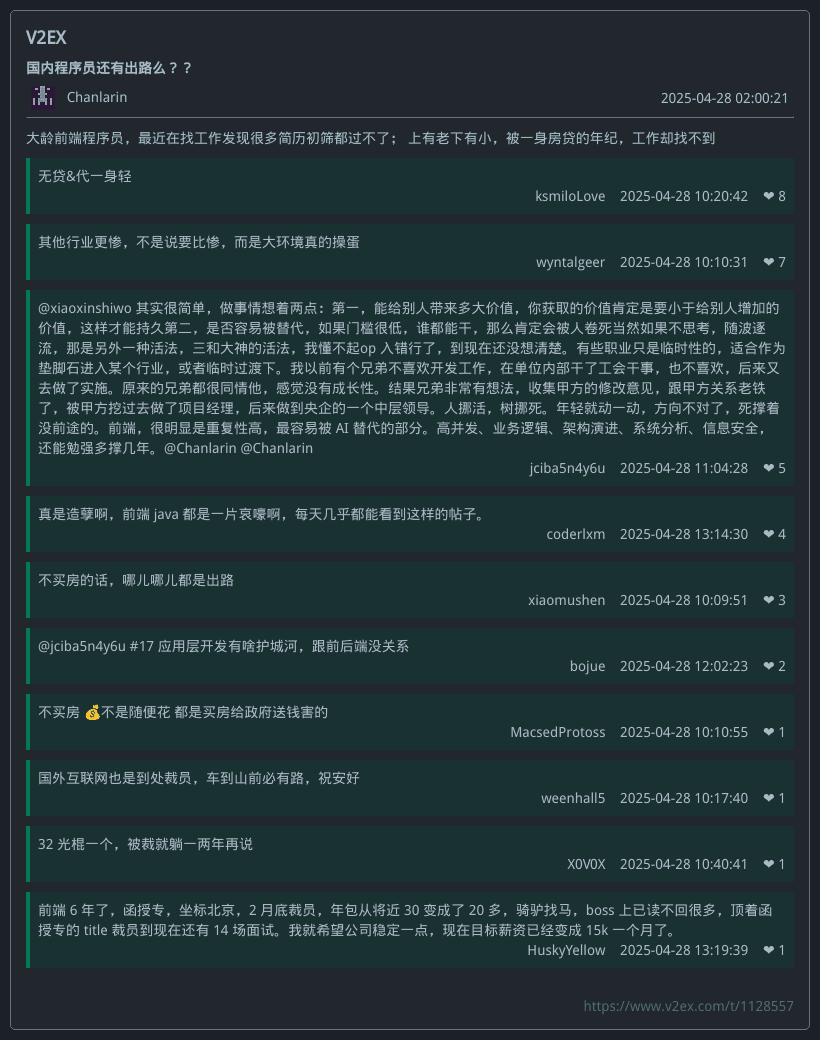 V2EX
国内程序员还有出路么？？
Chanlarin 2025-04-28 02:00:21
大龄前端程序员，最近在找工作发现很多简历初筛都过不了； 上有老下有小，被一身房贷的年纪，工作却找不到
无贷&代一身轻
ksmiloLove 2025-04-28 10:20:42 ❤ 8
其他行业更惨，不是说要比惨，而是大环境真的操蛋
wyntalgeer 2025-04-28 10:10:31 ❤ 7
@xiaoxinshiwo 其实很简单，做事情想着两点：第一，能给别人带来多大价值，你获取的价值肯定是要小于给别人增加的
价值，这样才能持久第二，是否容易被替代，如果门槛很低，谁都能干，那么肯定会被人卷死当然如果不思考，随波逐
流，那是另外一种活法，三和大神的活法，我懂不起op 入错行了，到现在还没想清楚。有些职业只是临时性的，适合作为
垫脚石进入某个行业，或者临时过渡下。我以前有个兄弟不喜欢开发工作，在单位内部干了工会干事，也不喜欢，后来又
去做了实施。原来的兄弟都很同情他，感觉没有成长性。结果兄弟非常有想法，收集甲方的修改意见，跟甲方关系老铁
了，被甲方挖过去做了项目经理，后来做到央企的一个中层领导。人挪活，树挪死。年轻就动一动，方向不对了，死撑着
没前途的。前端，很明显是重复性高，最容易被 AI 替代的部分。高并发、业务逻辑、架构演进、系统分析、信息安全，
还能勉强多撑几年。@Chanlarin @Chanlarin
jciba5n4y6u 2025-04-28 11:04:28 ❤ 5
真是造孽啊，前端 java 都是一片哀嚎啊，每天几乎都能看到这样的帖子。
coderlxm 2025-04-28 13:14:30 ❤ 4
不买房的话，哪儿哪儿都是出路
xiaomushen 2025-04-28 10:09:51 ❤ 3
@jciba5n4y6u #17 应用层开发有啥护城河，跟前后端没关系
bojue 2025-04-28 12:02:23 ❤ 2
不买房 💰不是随便花 都是买房给政府送钱害的
MacsedProtoss 2025-04-28 10:10:55 ❤ 1
国外互联网也是到处裁员，车到山前必有路，祝安好
weenhall5 2025-04-28 10:17:40 ❤ 1
32 光棍一个，被裁就躺一两年再说
X0V0X 2025-04-28 10:40:41 ❤ 1
前端 6 年了，函授专，坐标北京，2 月底裁员，年包从将近 30 变成了 20 多，骑驴找马，boss 上已读不回很多，顶着函
授专的 title 裁员到现在还有 14 场面试。我就希望公司稳定一点，现在目标薪资已经变成 15k 一个月了。
HuskyYellow 2025-04-28 13:19:39 ❤ 1
https://www.v2ex.com/t/1128557